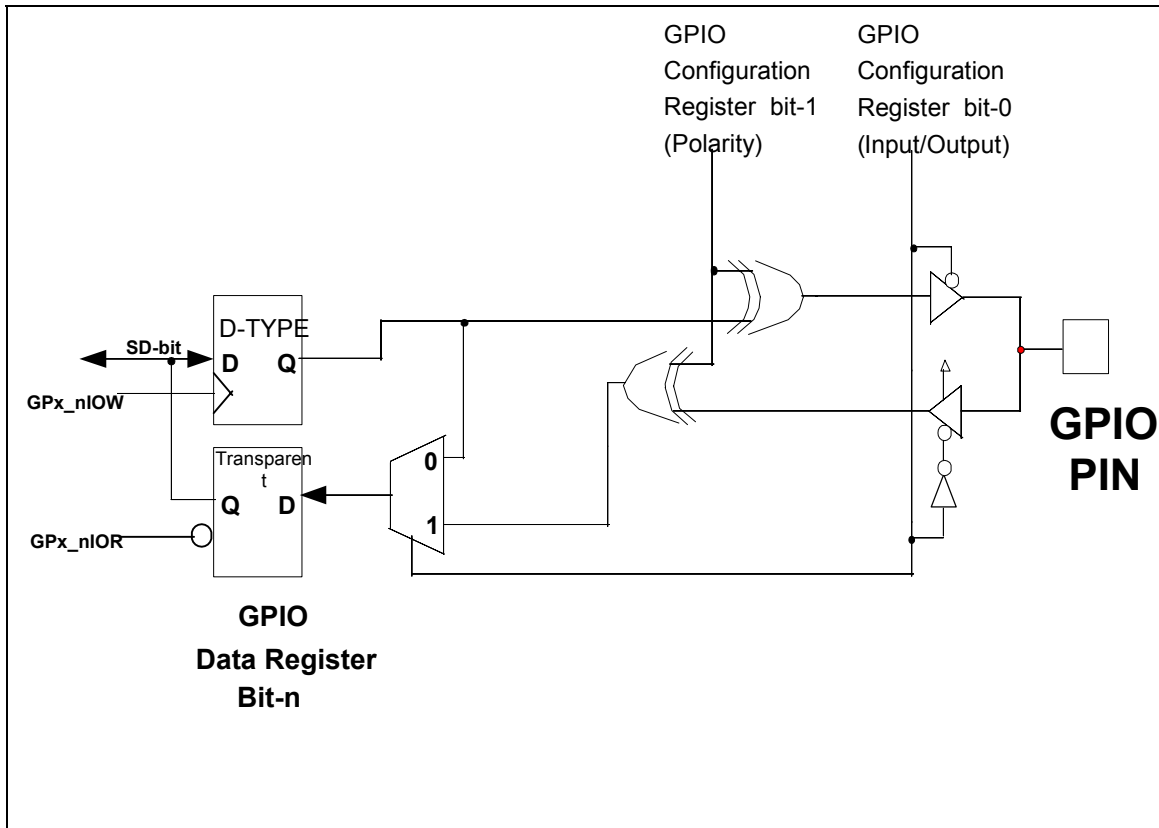 GPIO
Configuration
Register bit-1
(Polarity)
GPIO
Configuration
Register bit-0
(Input/Output)
D-TYPE
SD-bit
D
Q
GPx_nIOW
Transparen
t
Q
D
GPx_nIOR
0
1
GPIO
PIN
GPIO
Data Register
Bit-n